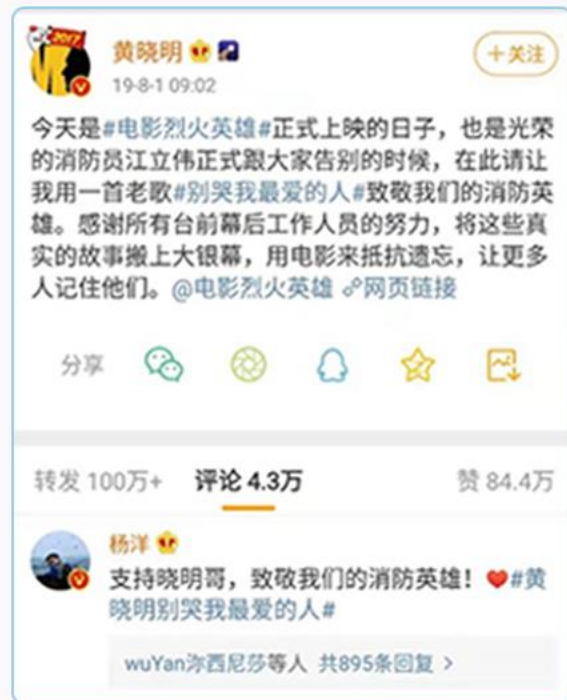 2017
黄晓明
+关注
19-8-1 09:02
今天是#电影烈火英雄#正式上映的日子，也是光荣
的消防员江立伟正式跟大家告别的时候，在此请让
我用一首老歌#别哭我最爱的人#致敬我们的消防英
雄。感谢所有台前幕后工作人员的努力，将这些真
实的故事搬上大银幕，用电影来抵抗遗忘，让更多
人记住他们。@电影烈火英雄 网页链接
分享
转发 100万+ 评论 4.3万 赞 84.4万
杨洋
支持晓明哥，致敬我们的消防英雄！❤️#黄
晓明别哭我最爱的人#
wuYan沵西尼莎等人 共895条回复 >